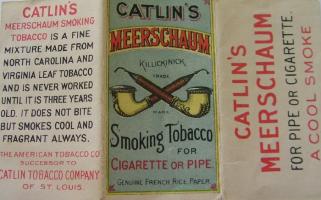 CATLIN'S
MEERSCHAUM SMOKING
TOBACCO IS A FINE
MIXTURE MADE FROM
NORTH CAROLINA AND
VIRGINIA LEAF TOBACCO
AND IS NEVER WORKED
UNTIL IT IS THREE YEARS
OLD. IT DOES NOT BITE
BUT SMOKES COOL AND
FRAGRANT ALWAYS.
THE AMERICAN TOBACCO CO
SUCCESSOR TO
CATLIN TOBACCO COMPANY
OF ST. LOUIS.
CATLIN'S
MEERSCHAUM
KILLICKINICK
TRADE
MARK
Smoking Tobacco
FOR
CIGARETTE OR PIPE.
GENUINE FRENCH RICE PAPER
CATLIN'S
MEERSCHAUM
FOR PIPE OR CIGARETTE.
A COOL SMOKE